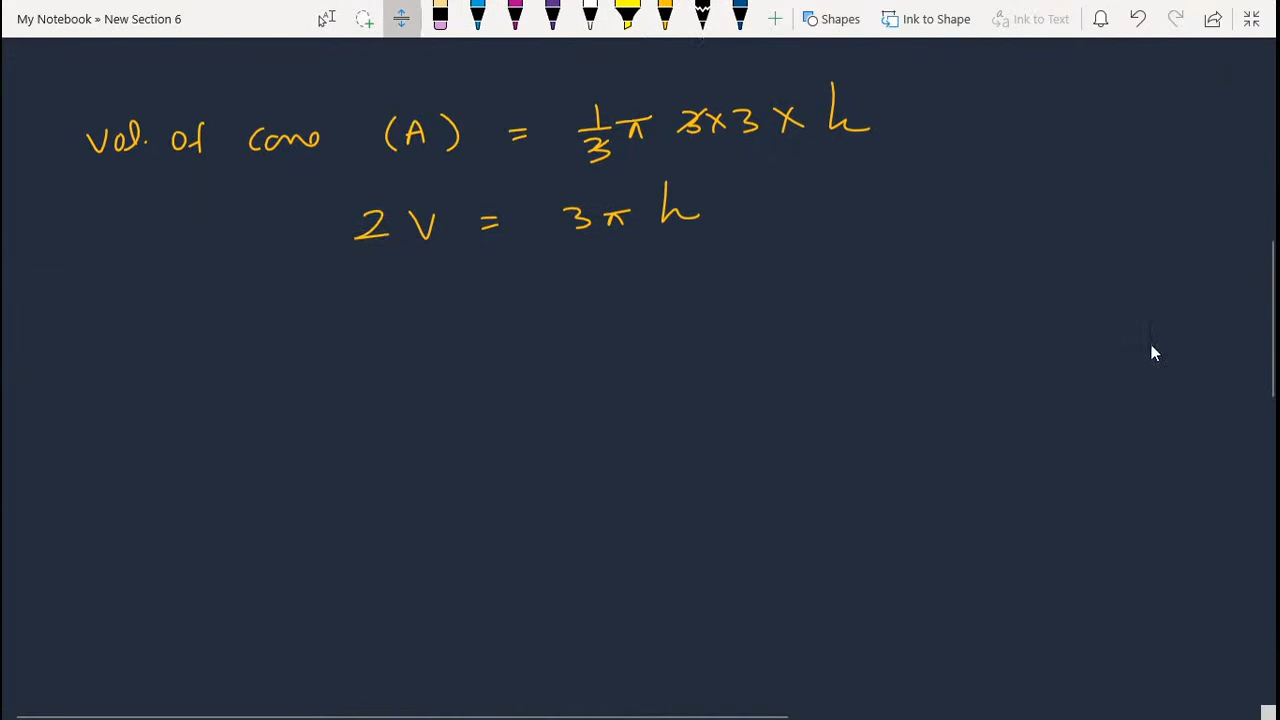 My Notebook » New Section 6
Shapes
Ink to Shape
Ink to Text
vol. of cone (A) = 1/3 π 3×3 × h
2V = 3π h